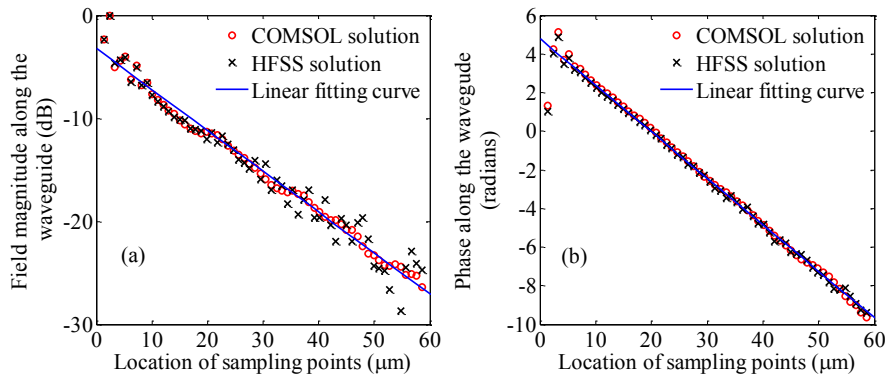 0
-10
-20
-30
0
10
20
30
40
50
60
Field magnitude along the
waveguide (dB)
Location of sampling points (μm)
COMSOL solution
HFSS solution
Linear fitting curve
(a)
6
4
2
0
-2
-4
-6
-8
-10
0
10
20
30
40
50
60
Phase along the wavegude
(radians)
Location of sampling points (μm)
COMSOL solution
HFSS solution
Linear fitting curve
(b)